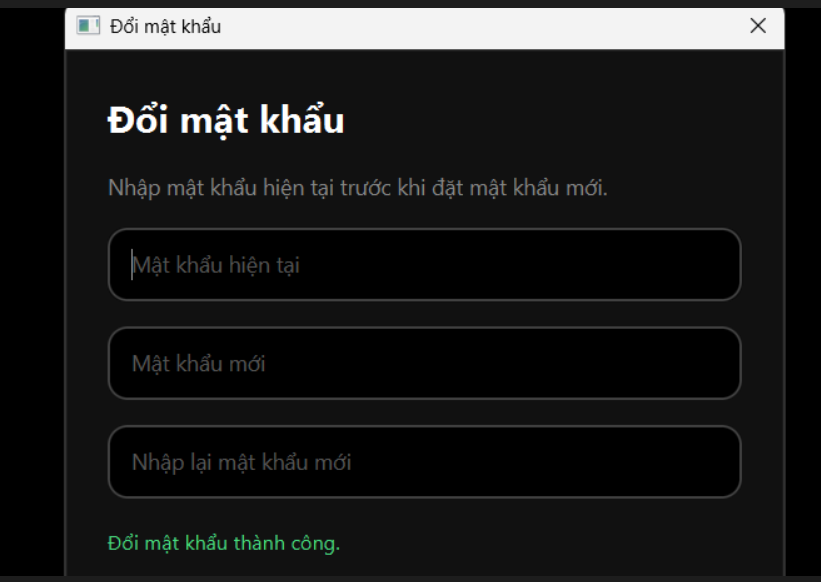 Đổi mật khẩu
Đổi mật khẩu
Nhập mật khẩu hiện tại trước khi đặt mật khẩu mới.
Mật khẩu hiện tại
Mật khẩu mới
Nhập lại mật khẩu mới
Đổi mật khẩu thành công.